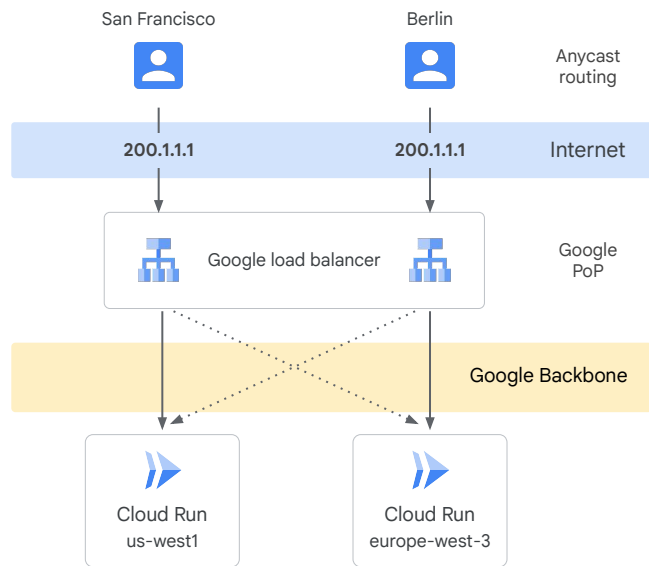 San Francisco
Berlin
Anycast
routing
200.1.1.1
200.1.1.1
Internet
Google load balancer
Google
PoP
Google Backbone
Cloud Run
us-west1
Cloud Run
europe-west-3